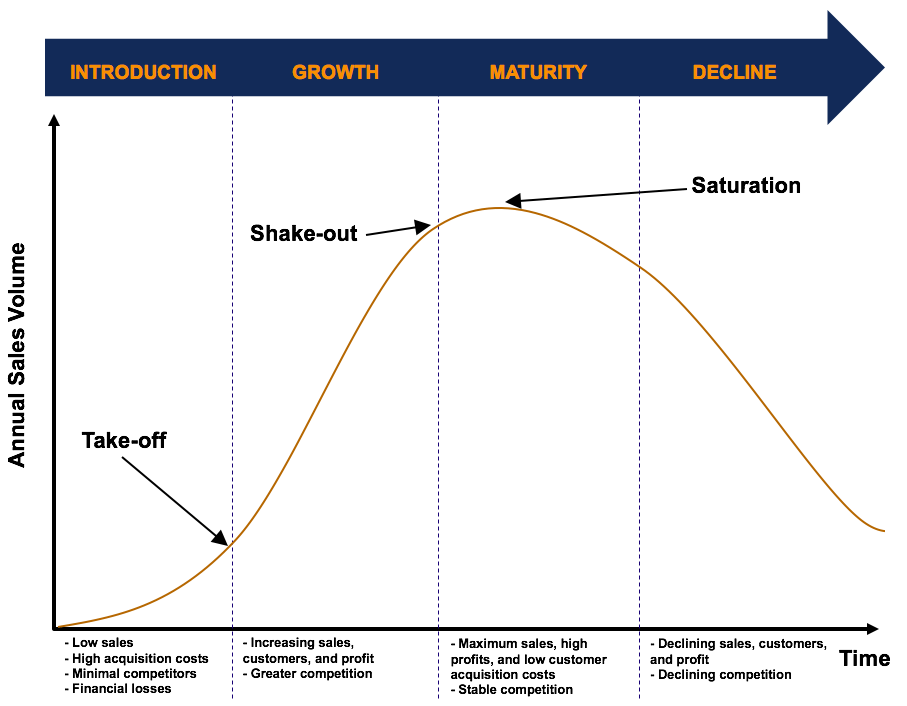 INTRODUCTION GROWTH MATURITY DECLINE
Saturation
Shake-out
Annual Sales Volume
Take-off
- Low sales
- High acquisition costs
- Minimal competitors
- Financial losses
- Increasing sales,
customers, and profit
- Greater competition
- Maximum sales, high
profits, and low customer
acquisition costs
- Stable competition
- Declining sales, customers,
and profit
- Declining competition
Time